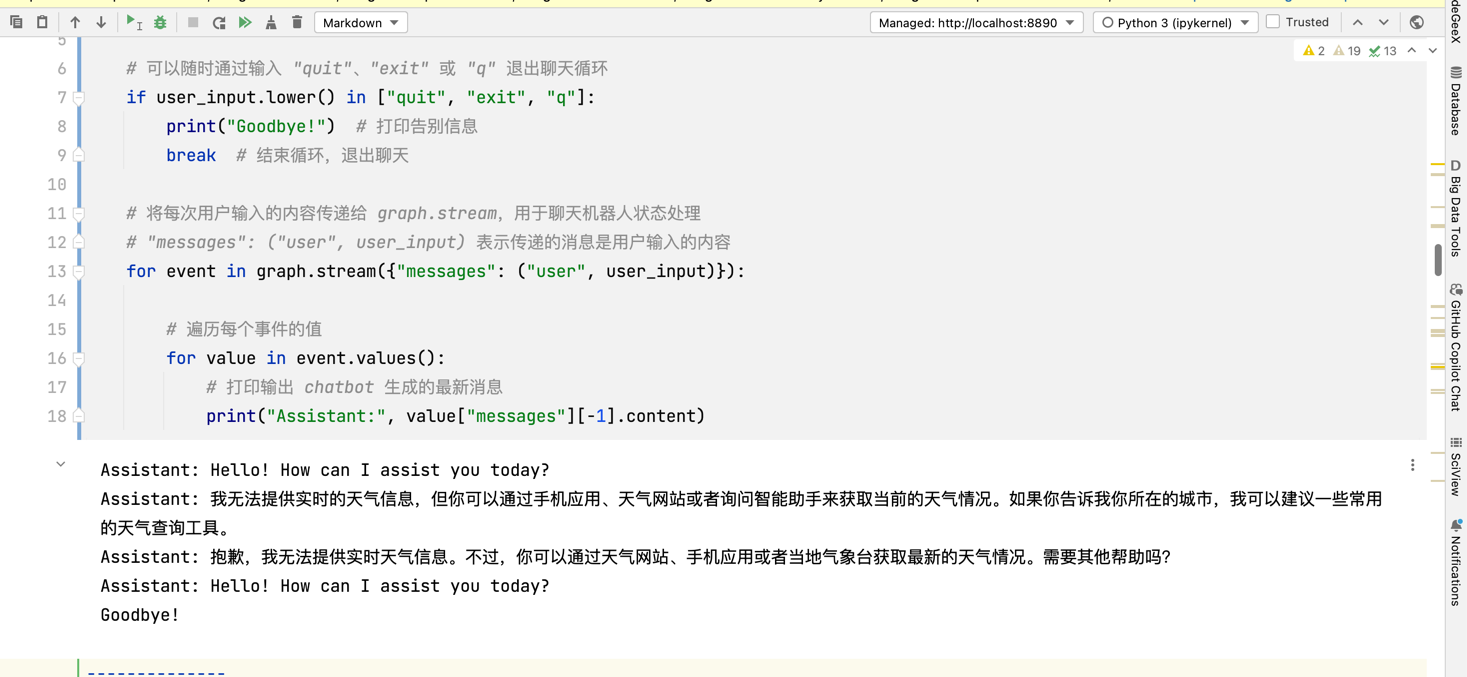 Markdown
Managed: http://localhost:8890
Python 3 (ipykernel)
Trusted
2 19 13
5
6 # 可以随时通过输入 "quit"、"exit" 或 "q" 退出聊天循环
7 if user_input.lower() in ["quit", "exit", "q"]:
8 print("Goodbye!") # 打印告别信息
9 break # 结束循环，退出聊天
10
11 # 将每次用户输入的内容传递给 graph.stream，用于聊天机器人状态处理
12 # "messages": ("user", user_input) 表示传递的消息是用户输入的内容
13 for event in graph.stream({"messages": ("user", user_input)}):
14
15 # 遍历每个事件的值
16 for value in event.values():
17 # 打印输出 chatbot 生成的最新消息
18 print("Assistant:", value["messages"][-1].content)
Assistant: Hello! How can I assist you today?
Assistant: 我无法提供实时的天气信息，但你可以通过手机应用、天气网站或者询问智能助手来获取当前的天气情况。如果你告诉我你所在的城市，我可以建议一些常用
的天气查询工具。
Assistant: 抱歉，我无法提供实时天气信息。不过，你可以通过天气网站、手机应用或者当地气象台获取最新的天气情况。需要其他帮助吗？
Assistant: Hello! How can I assist you today?
Goodbye!
--------------
deGeeX
Database
D Big Data Tools
GitHub Copilot Chat
SciView
Notifications